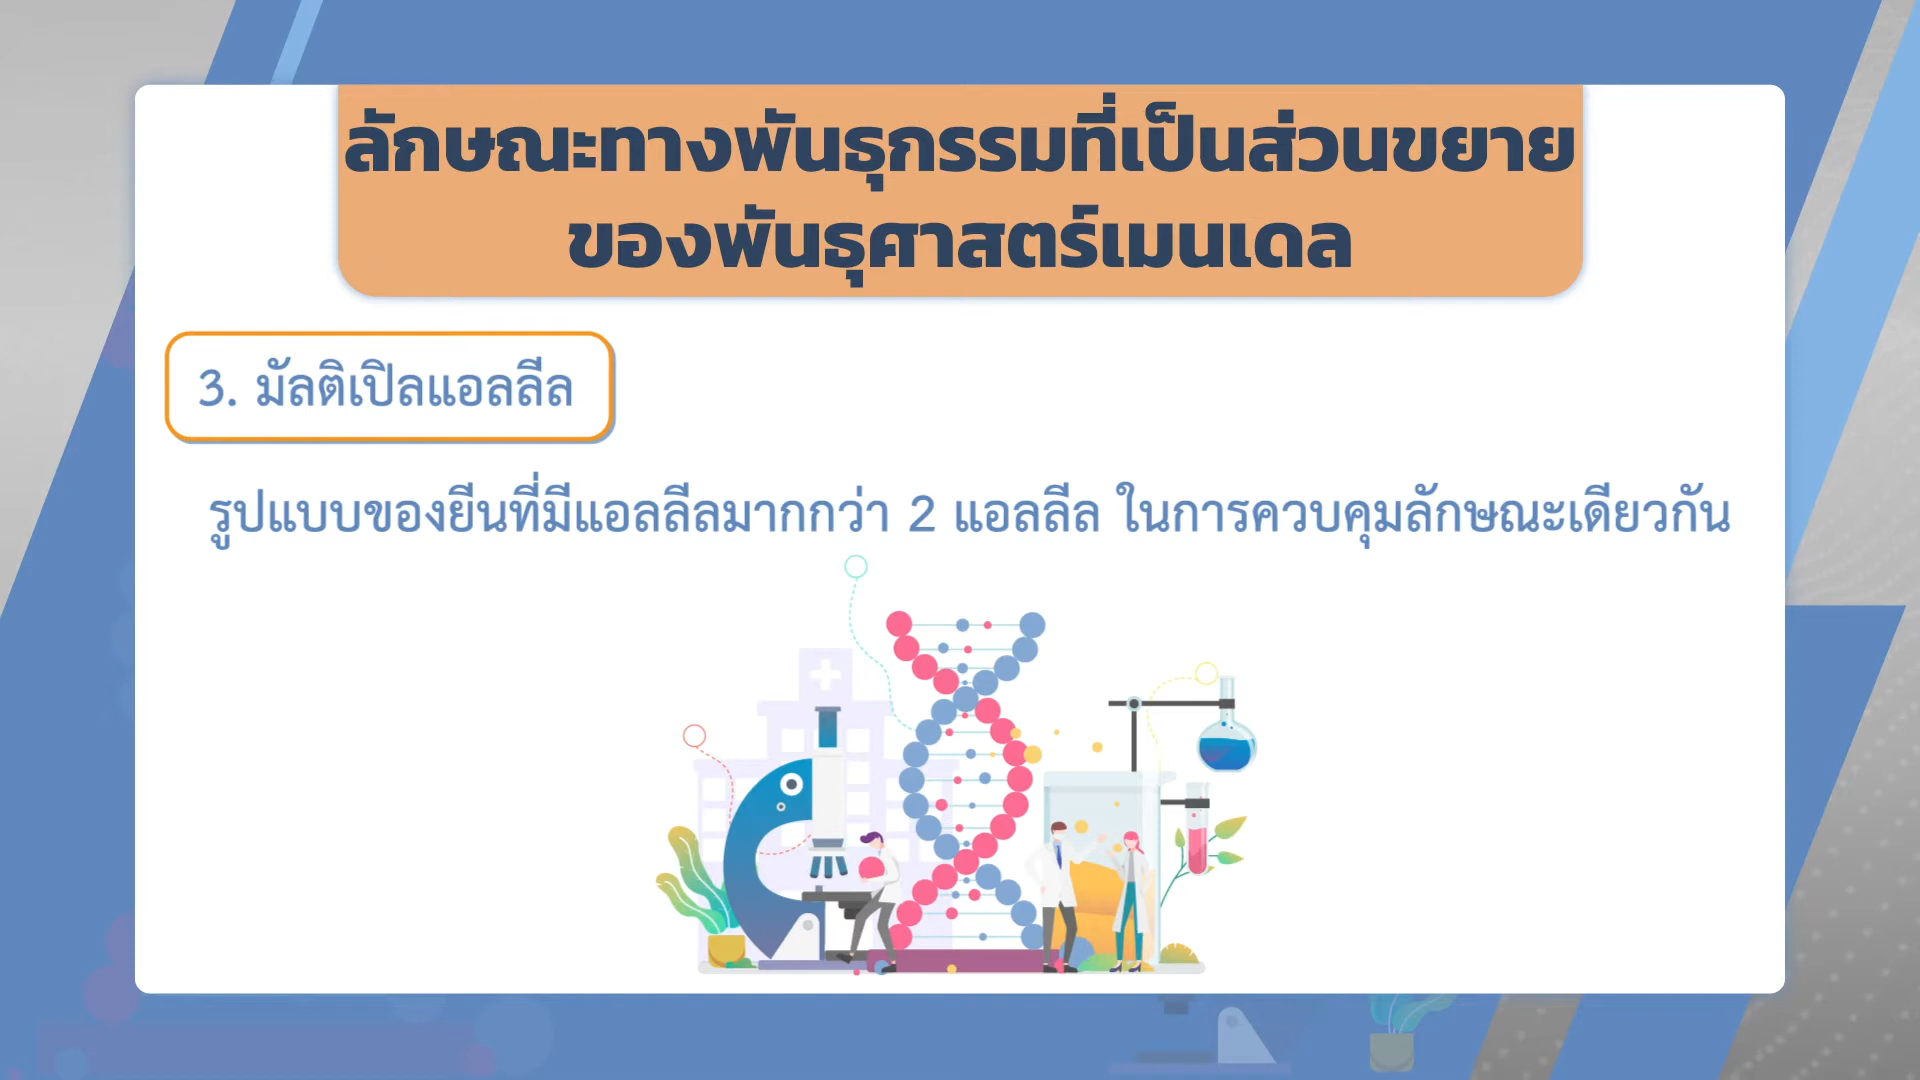 ลักษณะทางพันธุกรรมที่เป็นส่วนขยาย
ของพันธุศาสตร์เมนเดล
3. มัลติเปิลแอลลีล
รูปแบบของยีนที่มีแอลลีลมากกว่า 2 แอลลีล ในการควบคุมลักษณะเดียวกัน